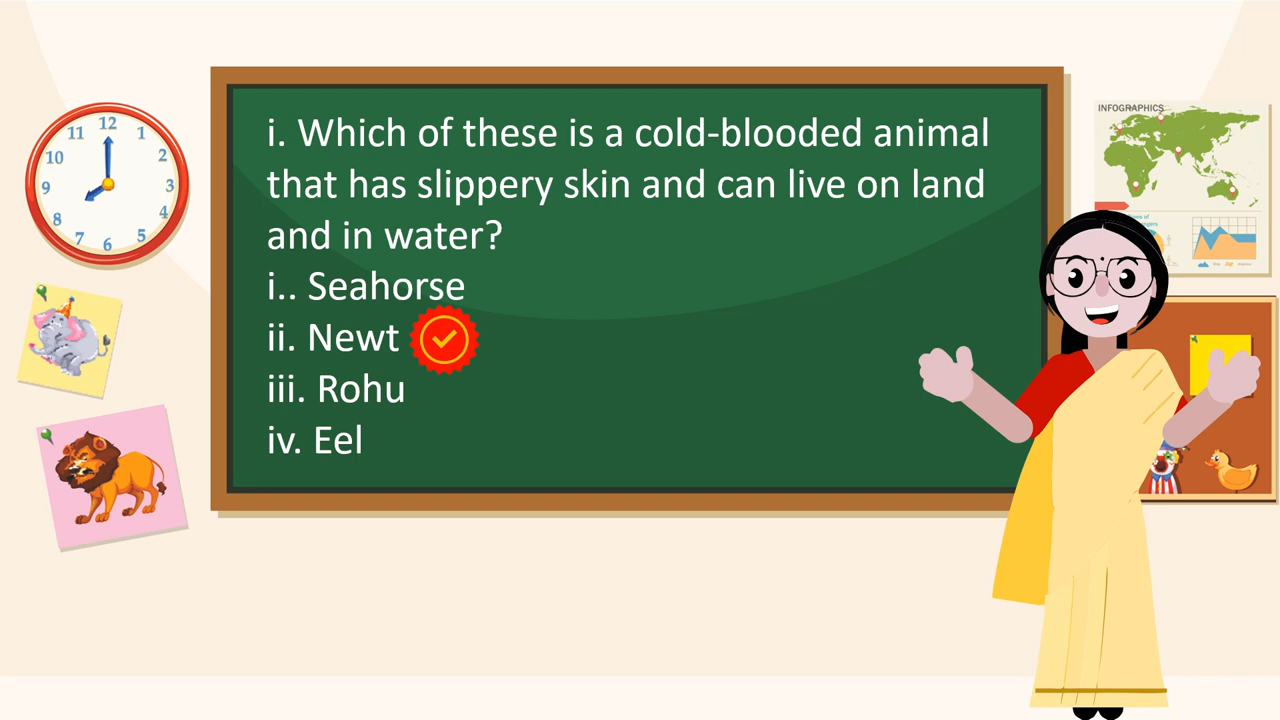 i. Which of these is a cold-blooded animal
that has slippery skin and can live on land
and in water?
i.. Seahorse
ii. Newt
iii. Rohu
iv. Eel
12
11 1
10 2
9 3
8 4
7 5
6
INFOGRAPHICS